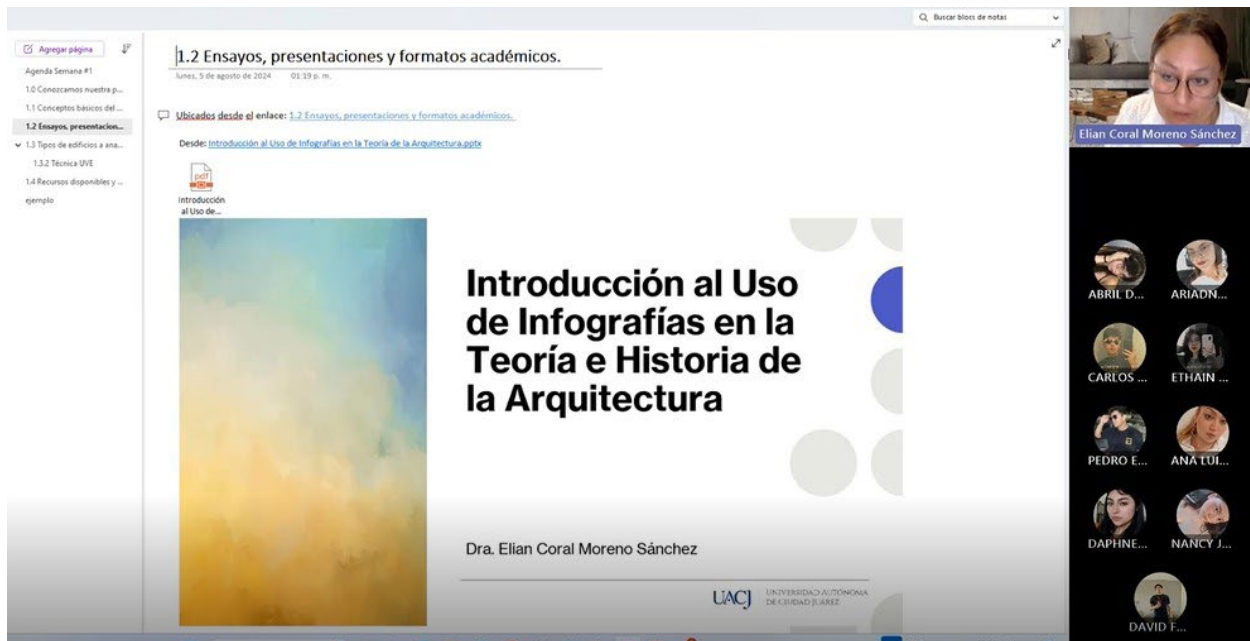 Buscar blocs de notas
Agregar página
Agenda Semana #1
1.0 Conozcamos nuestra p...
1.1 Conceptos básicos del ...
1.2 Ensayos, presentacion...
1.3 Tipos de edificios a ana...
1.3.2 Técnica UVE
1.4 Recursos disponibles y ...
ejemplo
1.2 Ensayos, presentaciones y formatos académicos.
lunes, 5 de agosto de 2024 01:19 p. m.
Ubicados desde el enlace: 1.2 Ensayos, presentaciones y formatos académicos.
Desde: Introducción al Uso de Infografías en la Teoría de la Arquitectura.pptx
pdf
Introducción
al Uso de...
Introducción al Uso
de Infografías en la
Teoría e Historia de
la Arquitectura
Dra. Elian Coral Moreno Sánchez
UACJ
UNIVERSIDAD AUTÓNOMA
DE CIUDAD JUÁREZ
Elian Coral Moreno Sánchez
ABRIL D...
ARIADN...
CARLOS ...
ETHAIN ...
PEDRO E...
ANA LUI...
DAPHNE...
NANCY J...
DAVID F...